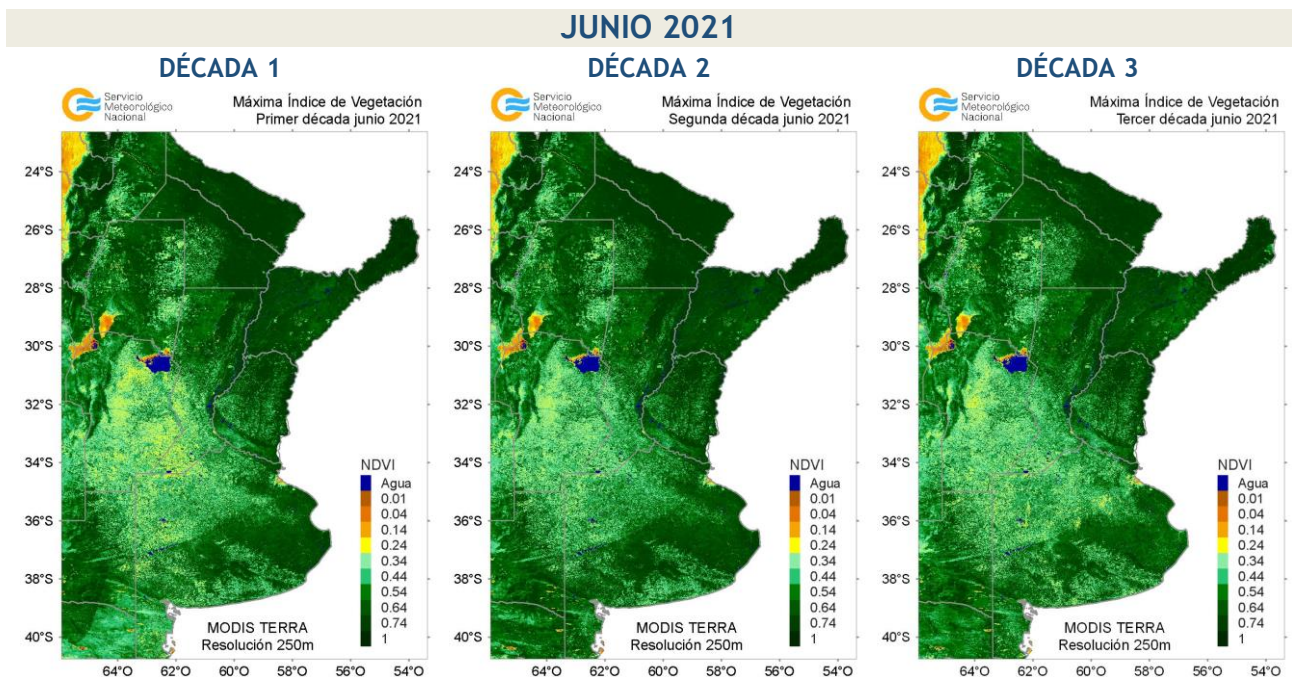 JUNIO 2021
DÉCADA 1
DÉCADA 2
DÉCADA 3
Servicio
Meteorológico
Nacional
Máxima Índice de Vegetación
Primer década junio 2021
24°S
26°S
28°S
30°S
32°S
34°S
36°S
38°S
40°S
NDVI
Agua
0.01
0.04
0.14
0.24
0.34
0.44
0.54
0.64
0.74
1
MODIS TERRA
Resolución 250m
64°O
62°O
60°O
58°O
56°O
54°O
Servicio
Meteorológico
Nacional
Máxima Índice de Vegetación
Segunda década junio 2021
24°S
26°S
28°S
30°S
32°S
34°S
36°S
38°S
40°S
NDVI
Agua
0.01
0.04
0.14
0.24
0.34
0.44
0.54
0.64
0.74
1
MODIS TERRA
Resolución 250m
64°O
62°O
60°O
58°O
56°O
54°O
Servicio
Meteorológico
Nacional
Máxima Índice de Vegetación
Tercer década junio 2021
24°S
26°S
28°S
30°S
32°S
34°S
36°S
38°S
40°S
NDVI
Agua
0.01
0.04
0.14
0.24
0.34
0.44
0.54
0.64
0.74
1
MODIS TERRA
Resolución 250m
64°O
62°O
60°O
58°O
56°O
54°O